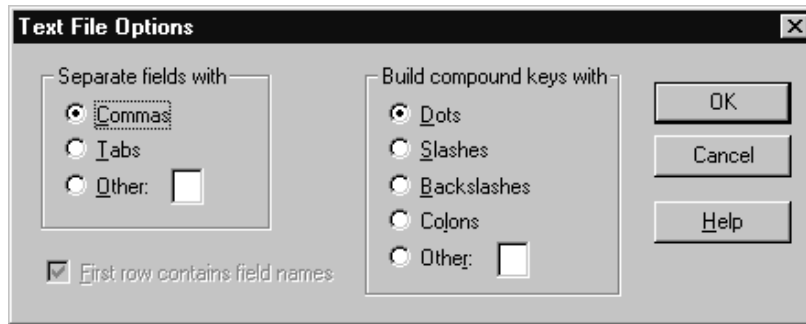 Text File Options
Separate fields with
Commas
Tabs
Other:
First row contains field names
Build compound keys with
Dots
Slashes
Backslashes
Colons
Other:
OK
Cancel
Help